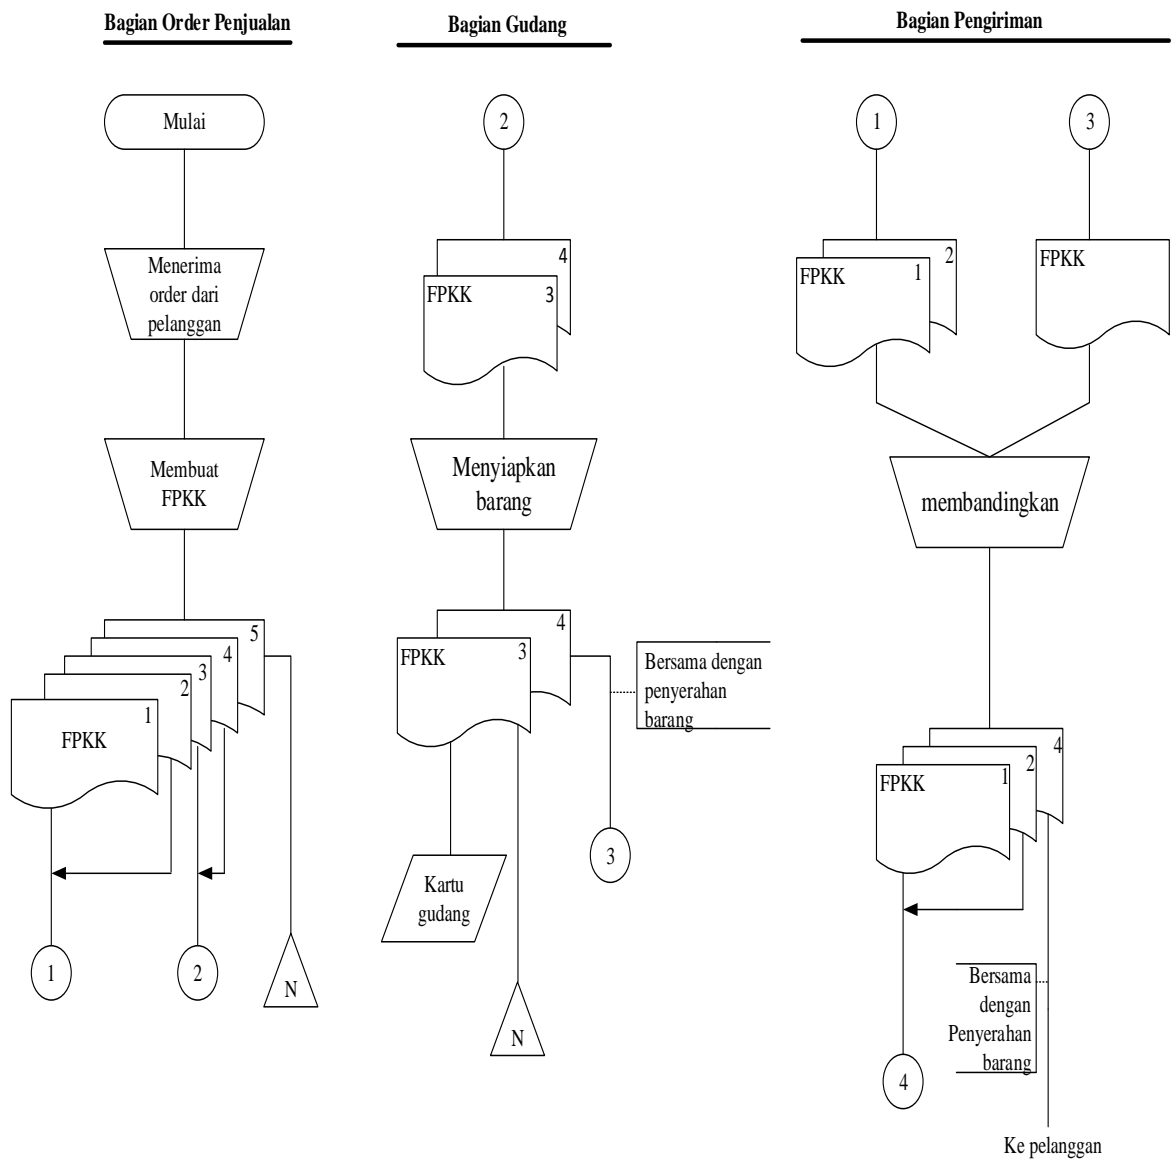 Bagian Order Penjualan
Mulai
Menerima
order dari
pelanggan
Membuat
FPKK
5
4
3
2
1
FPKK
1
2
N
Bagian Gudang
2
4
FPKK 3
Menyiapkan
barang
4
FPKK 3
Bersama dengan
penyerahan
barang
3
Kartu
gudang
N
Bagian Pengiriman
1
3
2
FPKK 1
FPKK
membandingkan
4
2
FPKK 1
Bersama
dengan
Penyerahan
barang
4
Ke pelanggan